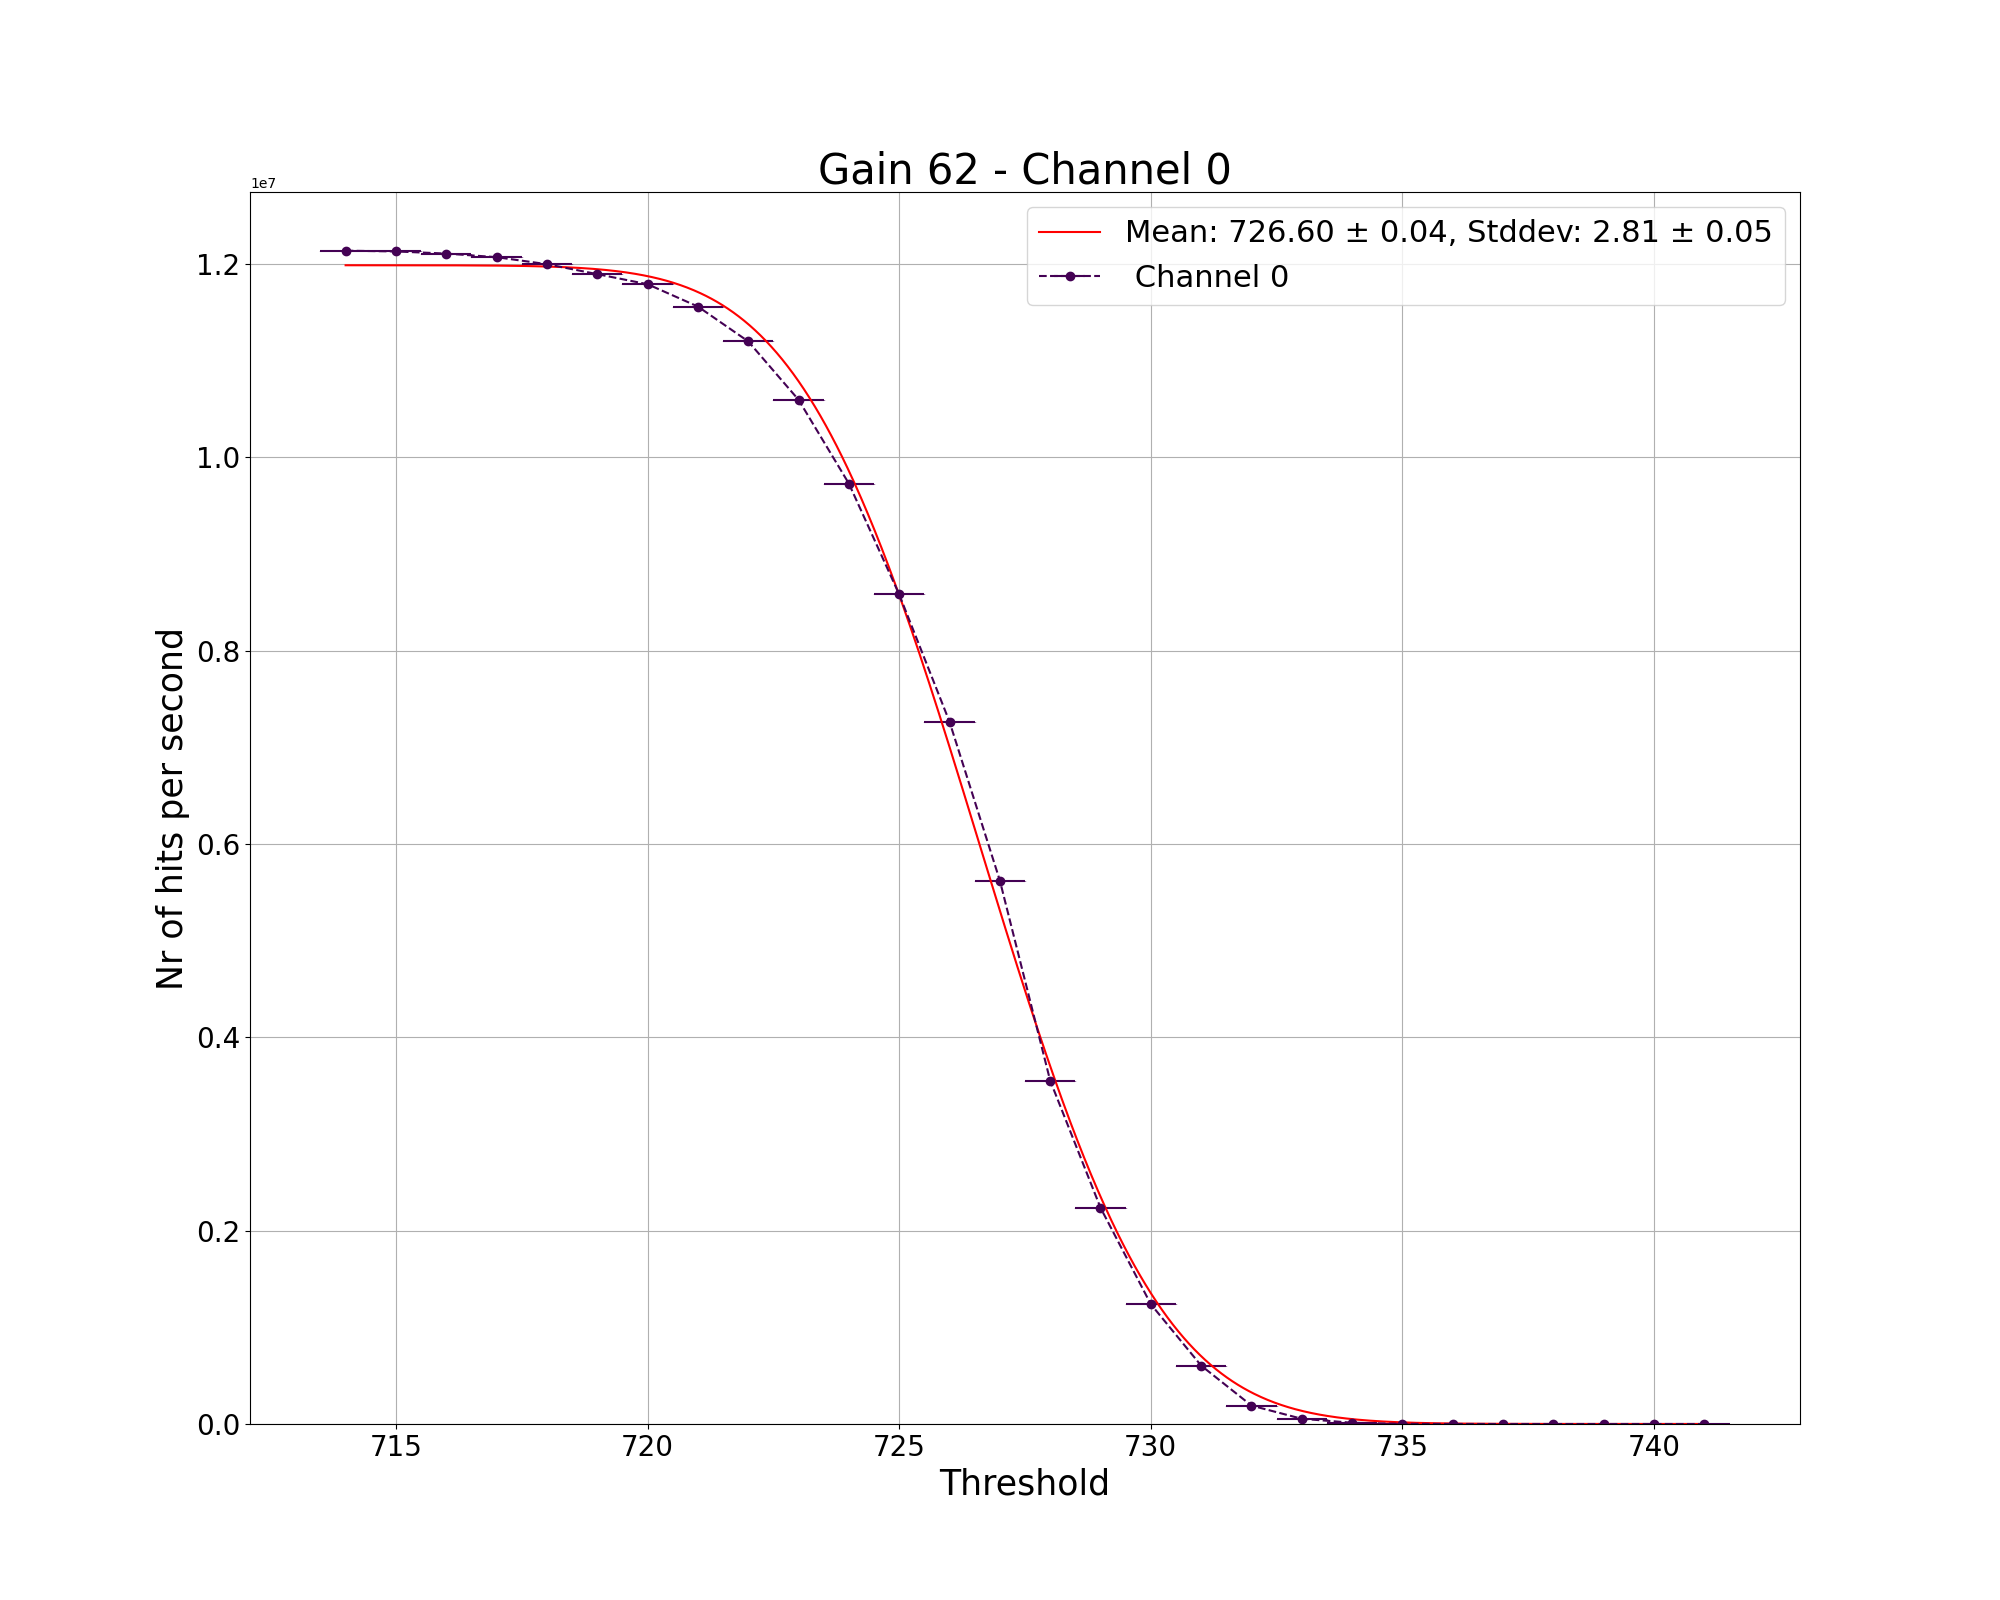 Gain 62 - Channel 0
1e7
Mean: 726.60 ± 0.04, Stddev: 2.81 ± 0.05
Channel 0
1.2
1.0
0.8
0.6
0.4
0.2
0.0
Nr of hits per second
715 720 725 730 735 740
Threshold